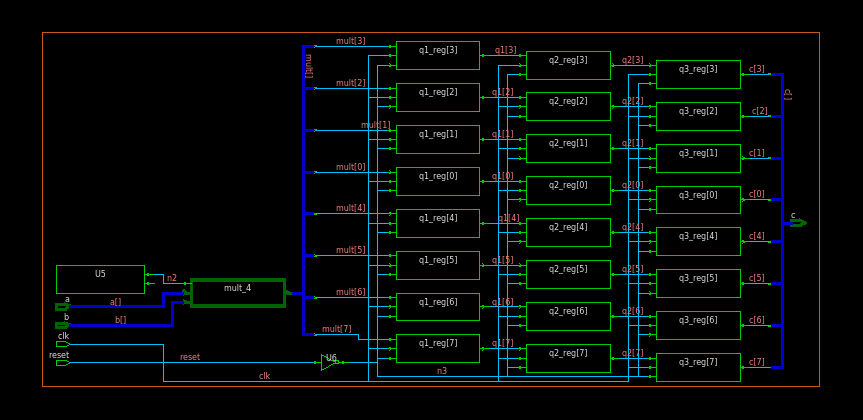 mult[3] q1_reg[3] q1[3] q2_reg[3] q2[3] q3_reg[3] c[3]
mult[] c[]
mult[2] q1_reg[2] q1[2] q2_reg[2] q2[2] q3_reg[2] c[2]
mult[1] q1_reg[1] q1[1] q2_reg[1] q2[1] q3_reg[1] c[1]
mult[0] q1_reg[0] q1[0] q2_reg[0] q2[0] q3_reg[0] c[0]
mult[4] q1_reg[4] q1[4] q2_reg[4] q2[4] q3_reg[4] c[4]
c
mult[5] q1_reg[5] q1[5] q2_reg[5] q2[5] q3_reg[5] c[5]
U5 n2 mult_4
mult[6] q1_reg[6] q1[6] q2_reg[6] q2[6] q3_reg[6] c[6]
a a[]
b b[]
mult[7] q1_reg[7] q1[7] q2_reg[7] q2[7] q3_reg[7] c[7]
clk
reset reset U6
clk n3